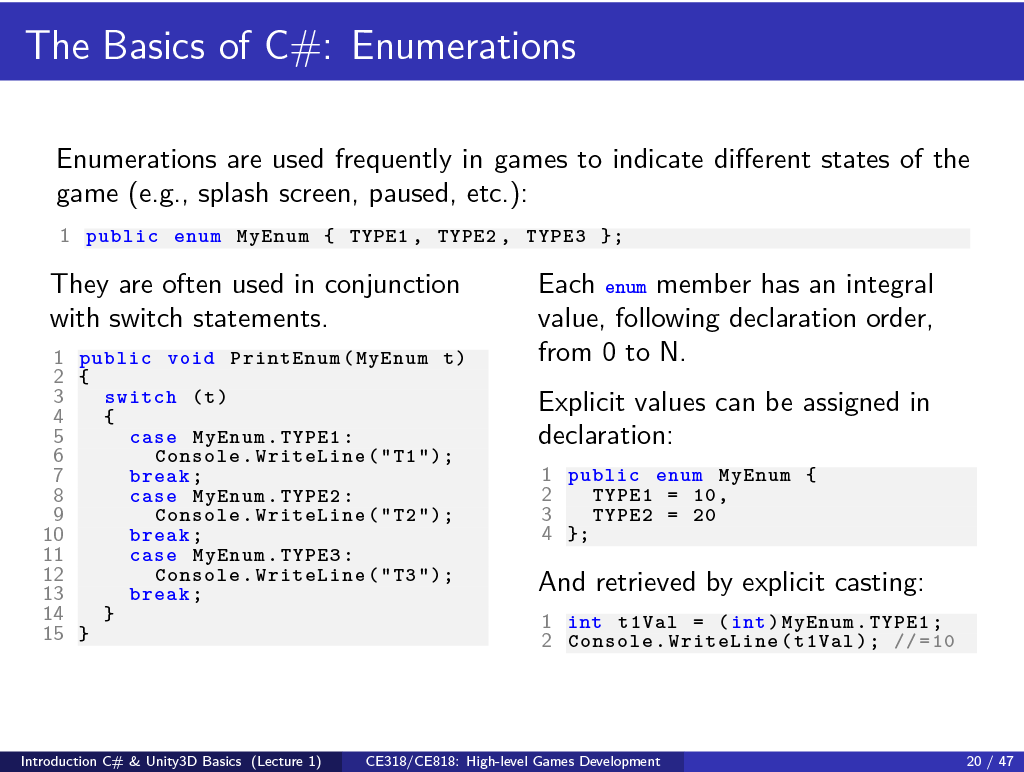 The Basics of C#: Enumerations
Enumerations are used frequently in games to indicate different states of the
game (e.g., splash screen, paused, etc.):
1 public enum MyEnum { TYPE1, TYPE2, TYPE3 };
They are often used in conjunction
with switch statements.
1 public void PrintEnum(MyEnum t)
2 {
3   switch (t)
4   {
5     case MyEnum.TYPE1:
6       Console.WriteLine("T1");
7     break;
8     case MyEnum.TYPE2:
9       Console.WriteLine("T2");
10     break;
11     case MyEnum.TYPE3:
12       Console.WriteLine("T3");
13     break;
14   }
15 }
Each enum member has an integral
value, following declaration order,
from 0 to N.
Explicit values can be assigned in
declaration:
1 public enum MyEnum {
2   TYPE1 = 10,
3   TYPE2 = 20
4 };
And retrieved by explicit casting:
1 int t1Val = (int)MyEnum.TYPE1;
2 Console.WriteLine(t1Val); //=10
Introduction C# & Unity3D Basics (Lecture 1) CE318/CE818: High-level Games Development 20 / 47